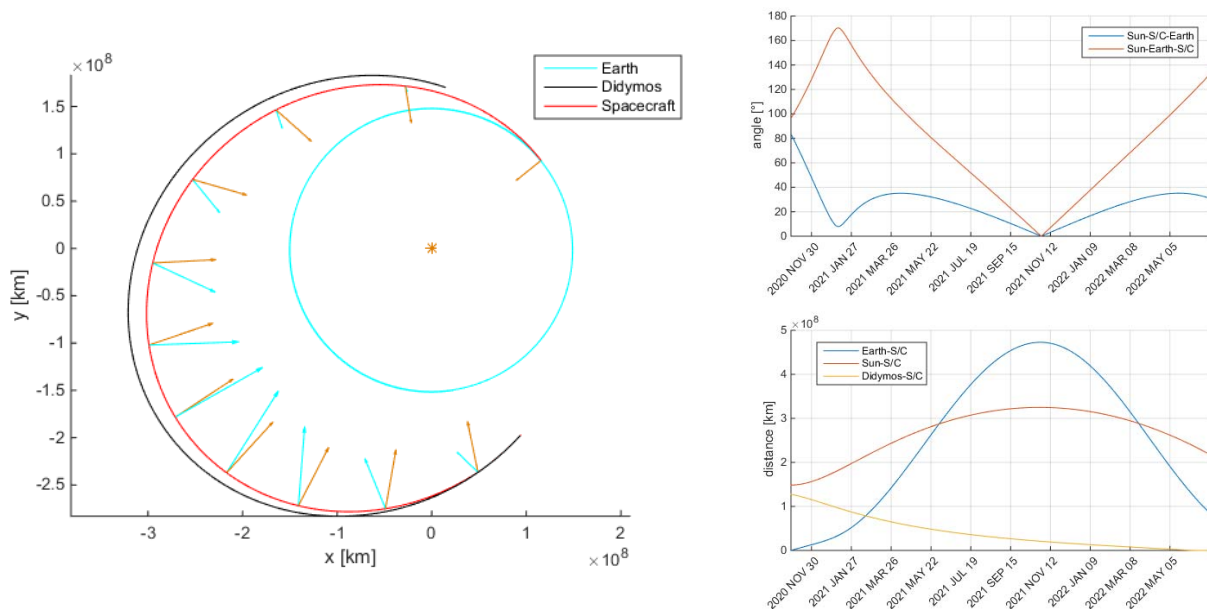 ×10⁸
1.5
1
0.5
0
-0.5
-1
-1.5
-2
-2.5
y [km]
-3
-2
-1
0
1
2
x [km]
×10⁸
Earth
Didymos
Spacecraft
180
160
140
120
100
80
60
40
20
0
angle [°]
Sun-S/C-Earth
Sun-Earth-S/C
2020 NOV 30
2021 JAN 27
2021 MAR 26
2021 MAY 22
2021 JUL 19
2021 SEP 15
2021 NOV 12
2022 JAN 09
2022 MAR 08
2022 MAY 05
×10⁸
5
4
3
2
1
0
distance [km]
Earth-S/C
Sun-S/C
Didymos-S/C
2020 NOV 30
2021 JAN 27
2021 MAR 26
2021 MAY 22
2021 JUL 19
2021 SEP 15
2021 NOV 12
2022 JAN 09
2022 MAR 08
2022 MAY 05